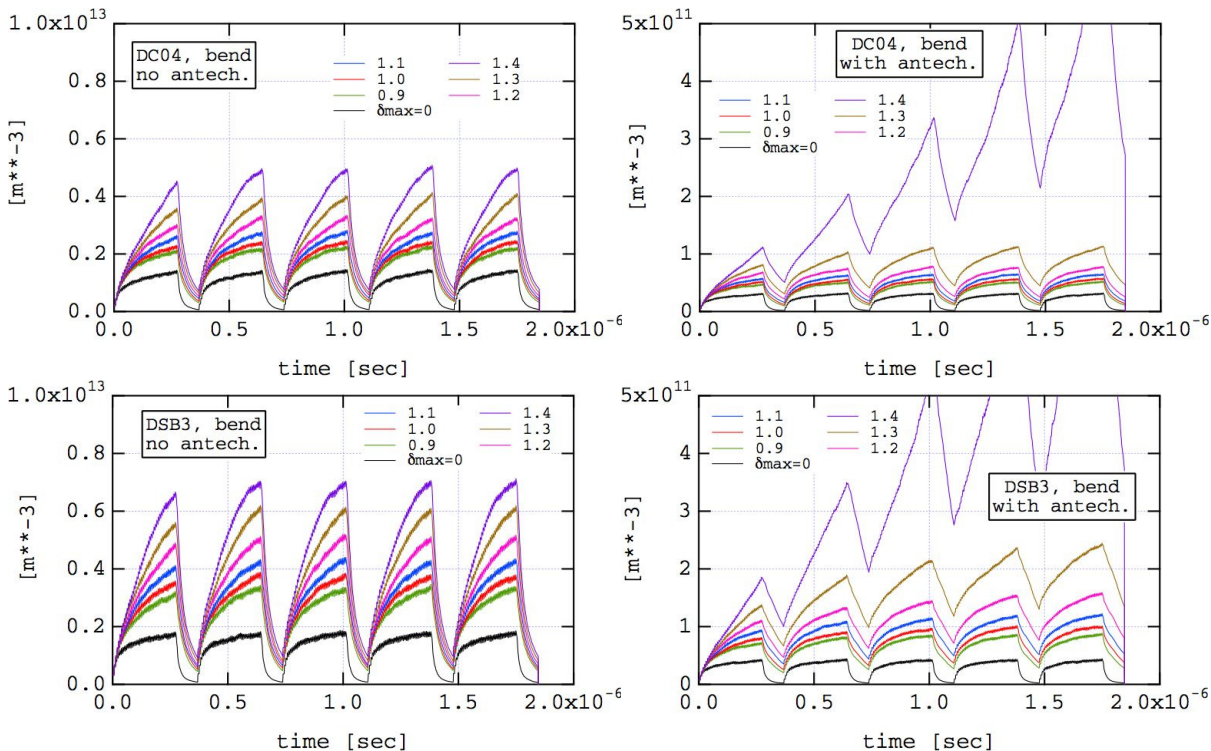 1.0x10^13
0.8
0.6
0.4
0.2
0.0
[m**-3]
DC04, bend
no antech.
1.1
1.0
0.9
δmax=0
1.4
1.3
1.2
0.0
0.5
1.0
1.5
2.0x10^-6
time [sec]
5x10^11
4
3
2
1
0
[m**-3]
DC04, bend
with antech.
1.1
1.0
0.9
δmax=0
1.4
1.3
1.2
0.0
0.5
1.0
1.5
2.0x10^-6
time [sec]
1.0x10^13
0.8
0.6
0.4
0.2
0.0
[m**-3]
DSB3, bend
no antech.
1.1
1.0
0.9
δmax=0
1.4
1.3
1.2
0.0
0.5
1.0
1.5
2.0x10^-6
time [sec]
5x10^11
4
3
2
1
0
[m**-3]
1.1
1.0
0.9
δmax=0
1.4
1.3
1.2
DSB3, bend
with antech.
0.0
0.5
1.0
1.5
2.0x10^-6
time [sec]